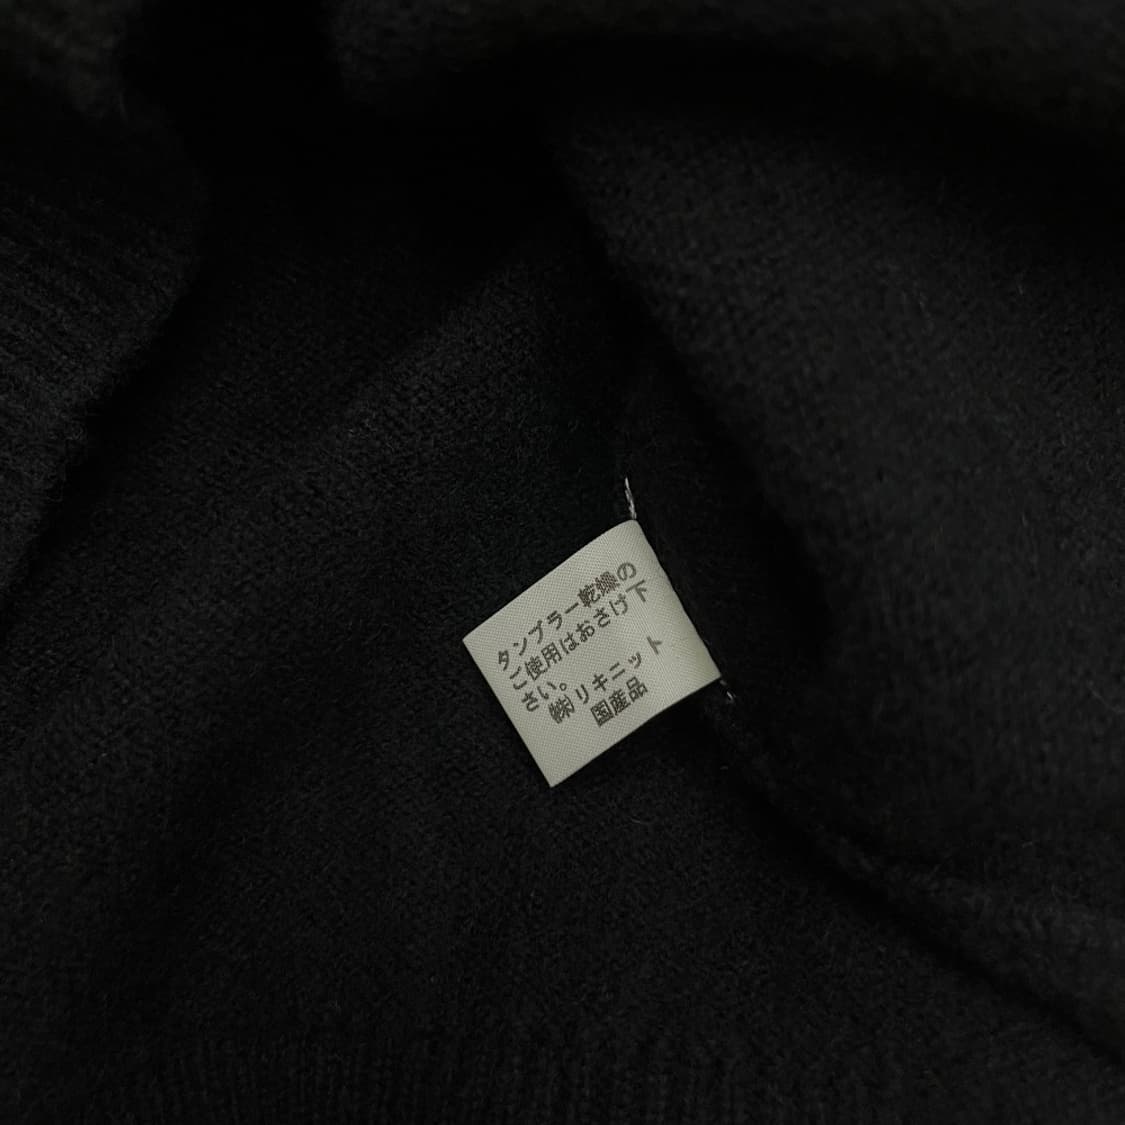 タンブラー乾燥の
ご使用はおさけ下
さい。
㈱リキニット
国産品